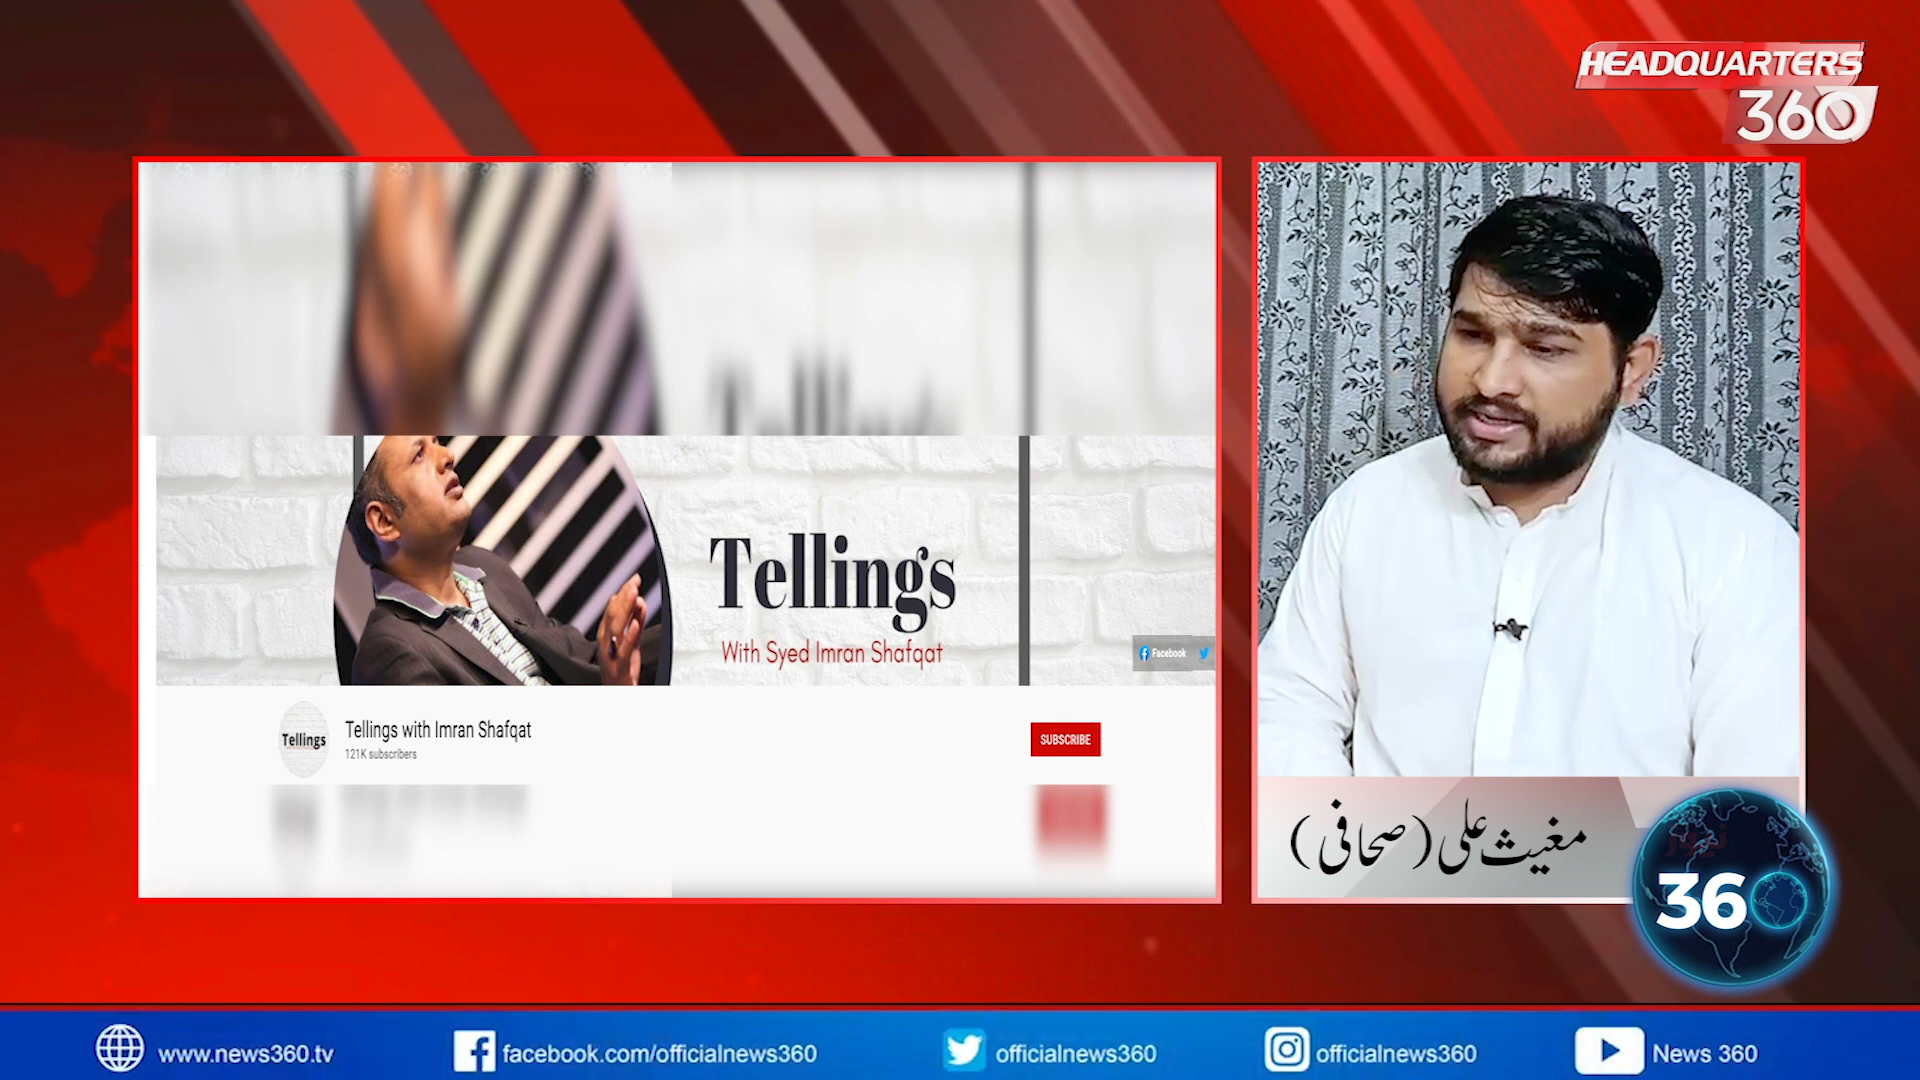 HEADQUARTERS
360
Tellings
With Syed Imran Shafqat
Facebook
Tellings
Tellings with Imran Shafqat
121K subscribers
SUBSCRIBE
مغیث علی (صحافی)
نیوز
360
www.news360.tv
facebook.com/officialnews360
officialnews360
officialnews360
News 360